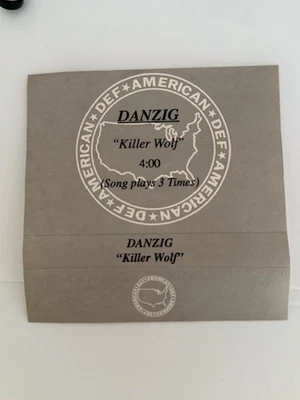 DEF★AMERICAN★DEF★AMERICAN★
DANZIG
"Killer Wolf"
4:00
(Song plays 3 Times)
DANZIG
"Killer Wolf"